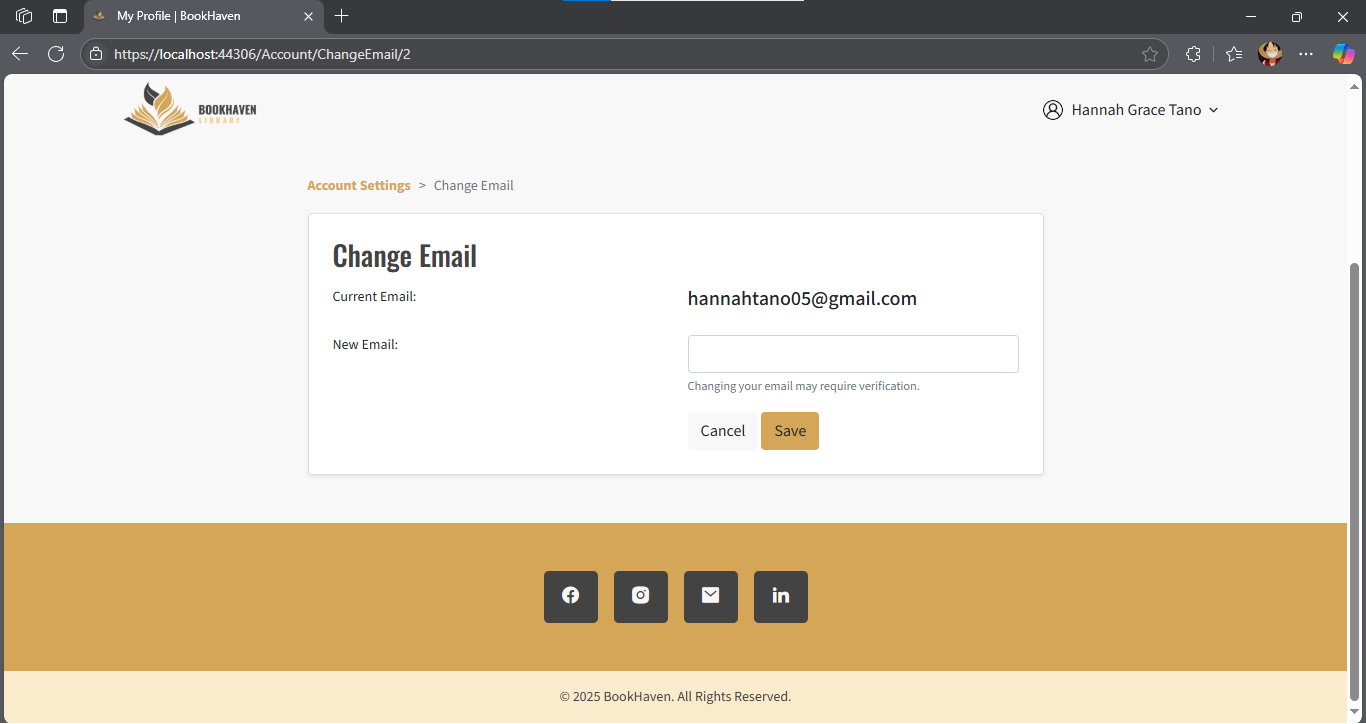 My Profile | BookHaven
https://localhost:44306/Account/ChangeEmail/2
BOOKHAVEN
LIBRARY
Hannah Grace Tano
Account Settings > Change Email
Change Email
Current Email: hannahtano05@gmail.com
New Email:
Changing your email may require verification.
Cancel Save
© 2025 BookHaven. All Rights Reserved.